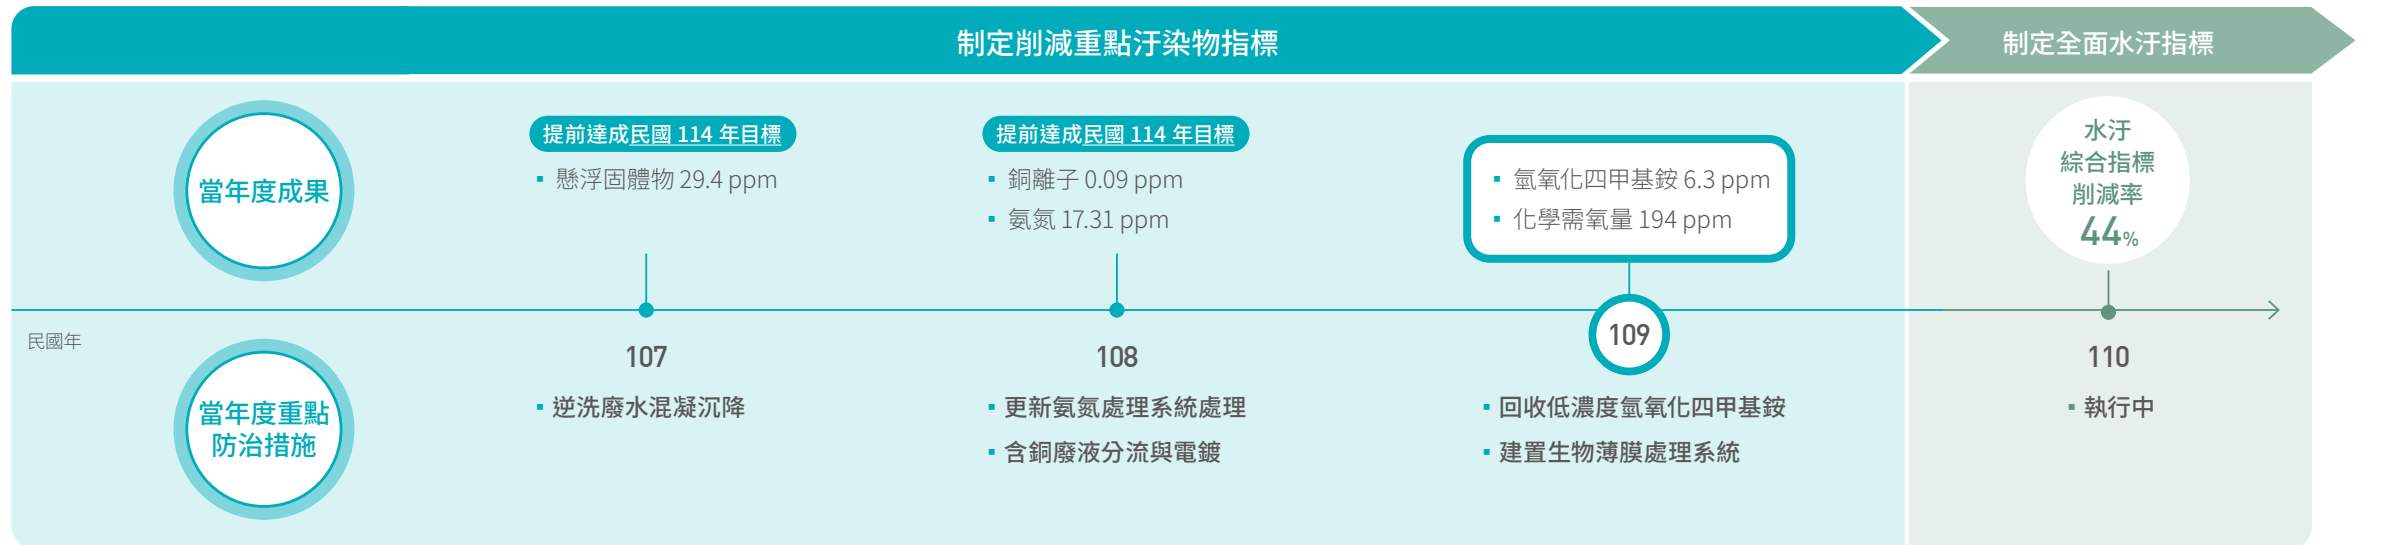 制定削減重點汙染物指標
制定全面水汙指標
當年度成果
提前達成民國 114 年目標
▪ 懸浮固體物 29.4 ppm
提前達成民國 114 年目標
▪ 銅離子 0.09 ppm
▪ 氨氮 17.31 ppm
▪ 氫氧化四甲基銨 6.3 ppm
▪ 化學需氧量 194 ppm
水汙
綜合指標
削減率
44%
民國年
107
108
109
110
當年度重點
防治措施
▪ 逆洗廢水混凝沉降
▪ 更新氨氮處理系統處理
▪ 含銅廢液分流與電鍍
▪ 回收低濃度氫氧化四甲基銨
▪ 建置生物薄膜處理系統
▪ 執行中